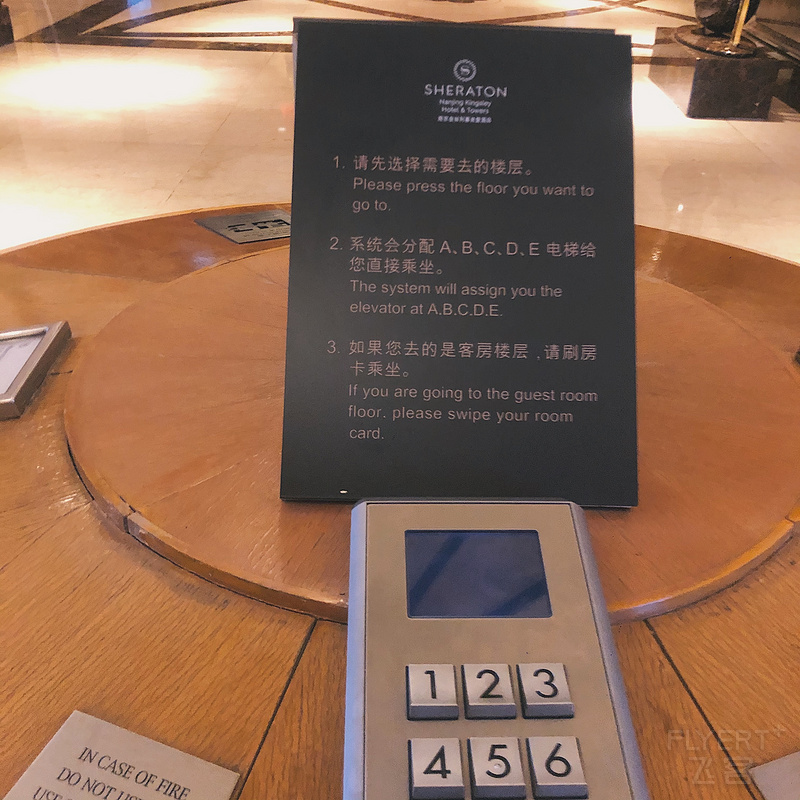 SHERATON
Nanjing Kingsley
Hotel & Towers
1. 请先选择需要去的楼层。
Please press the floor you want to
go to.
2. 系统会分配 A、B、C、D、E 电梯给
您直接乘坐。
The system will assign you the
elevator at A.B.C.D.E.
3. 如果您去的是客房楼层 ,请刷房
卡乘坐。
If you are going to the guest room
floor. please swipe your room
card.
1 2 3
4 5 6
IN CASE OF FIRE
DO NOT USE
FLYERT
飞客